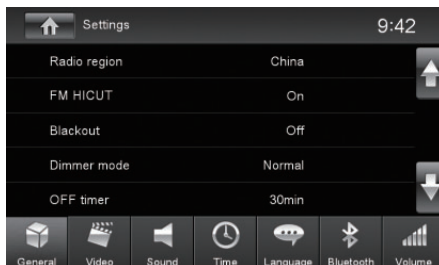 Settings 9:42
Radio region China
FM HICUT On
Blackout Off
Dimmer mode Normal
OFF timer 30min
General Video Sound Time Language Bluetooth Volume